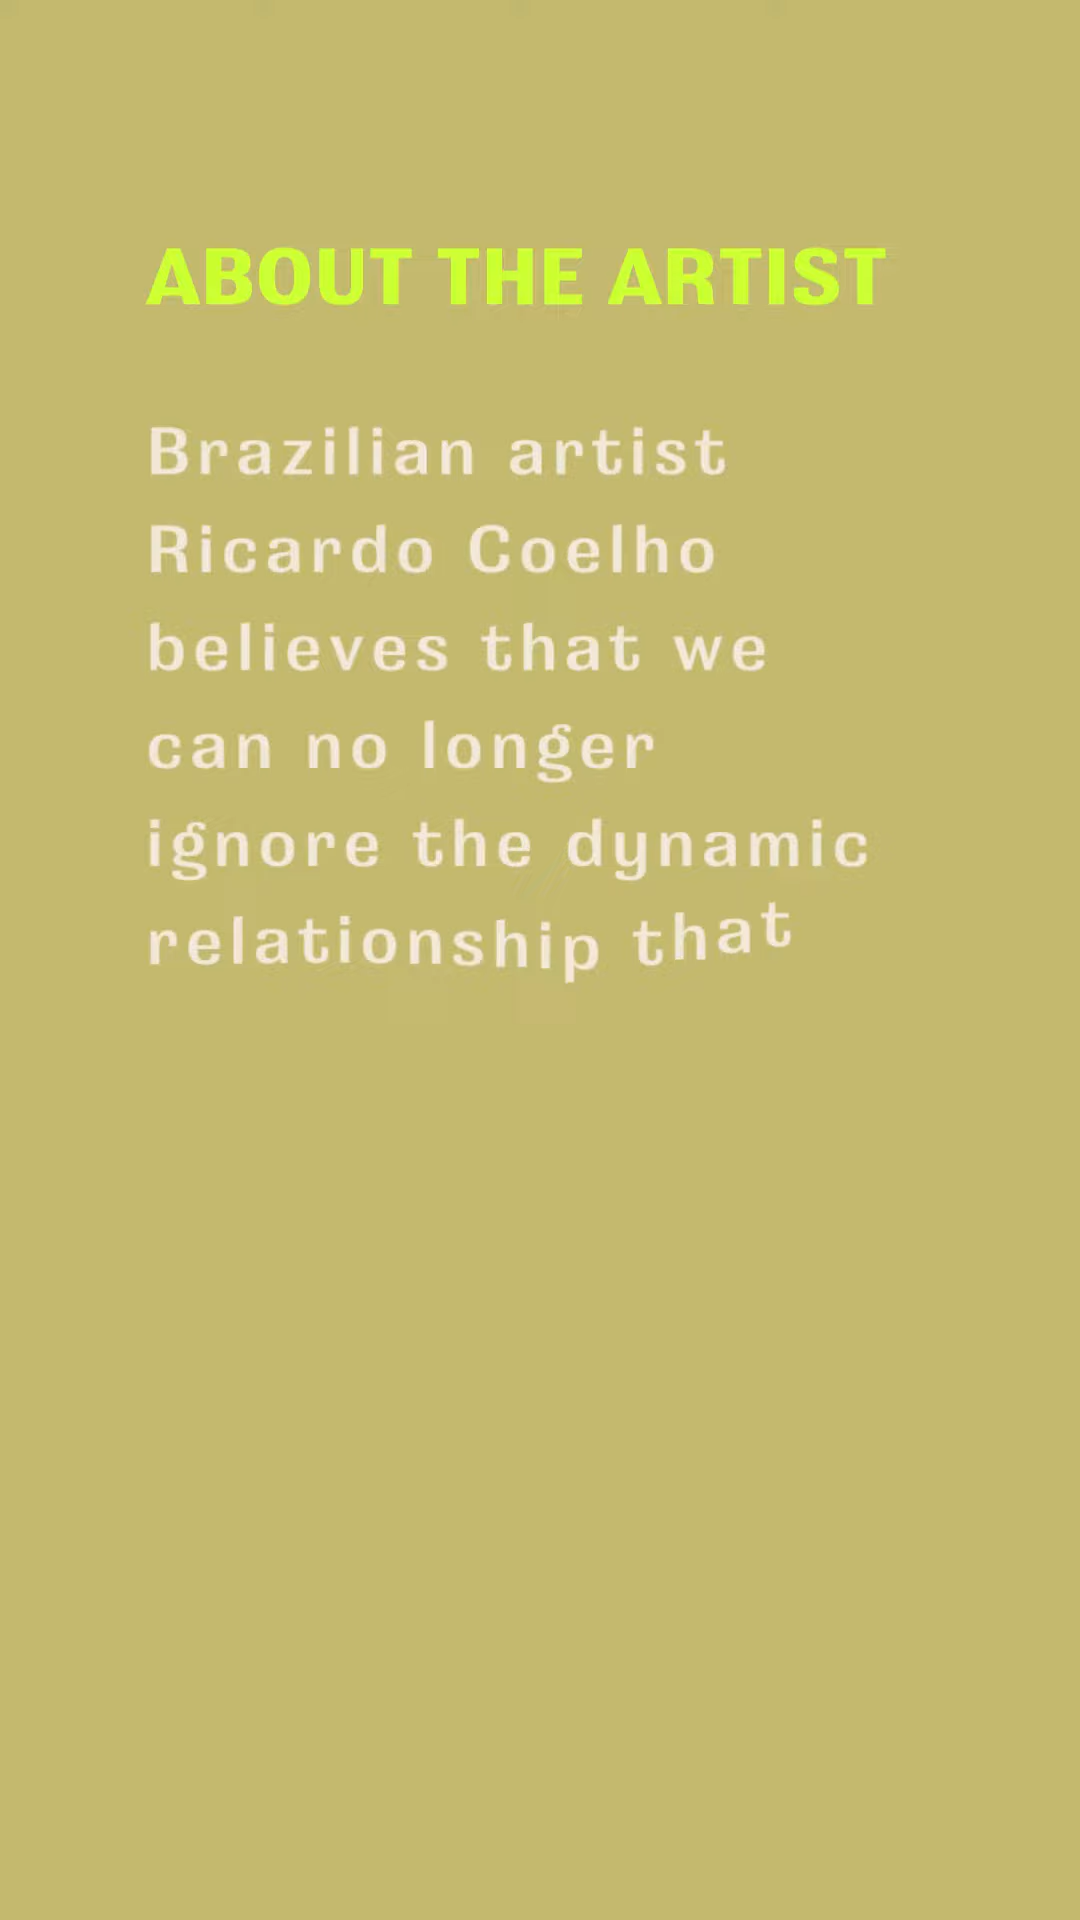 ABOUT THE ARTIST
Brazilian artist
Ricardo Coelho
believes that we
can no longer
ignore the dynamic
relationship that